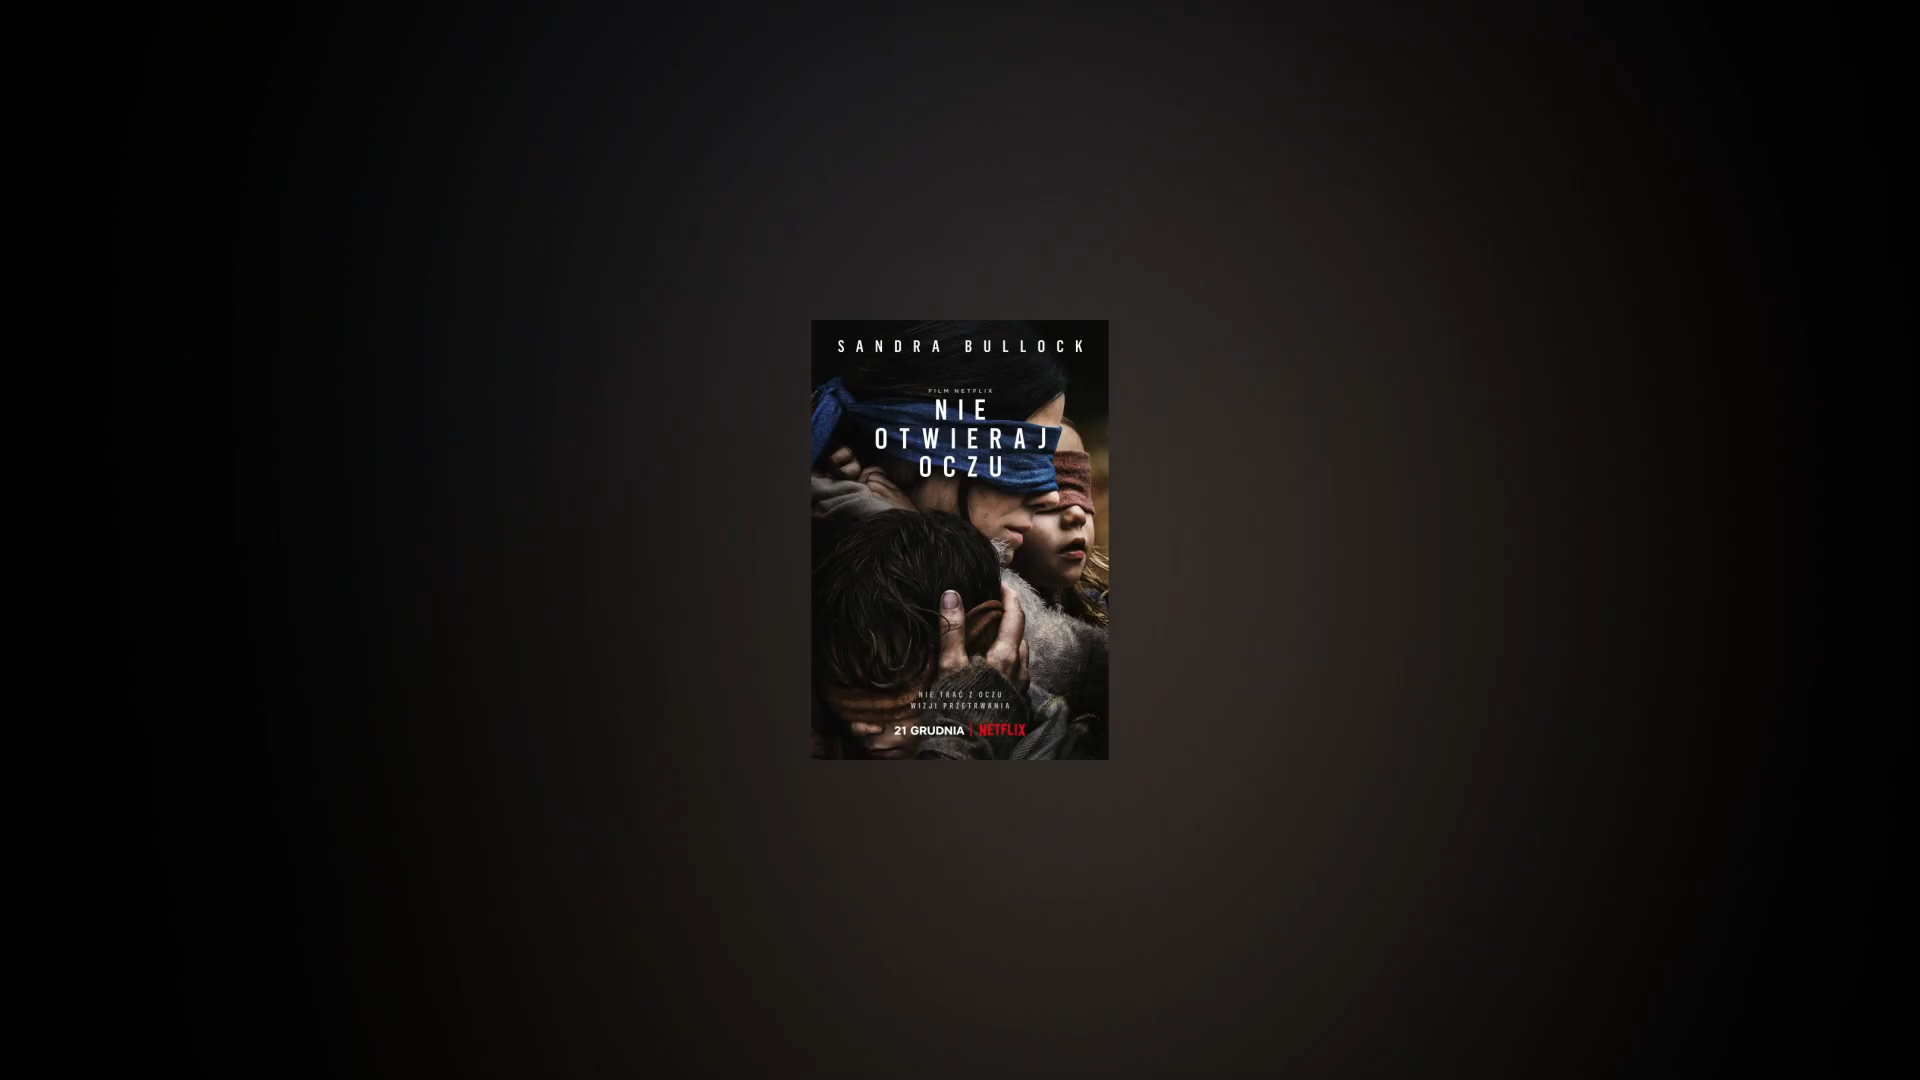 SANDRA BULLOCK
FILM NETFLIX
NIE
OTWIERAJ
OCZU
NIE TRAĆ Z OCZU
WIZJI PRZETRWANIA
21 GRUDNIA | NETFLIX